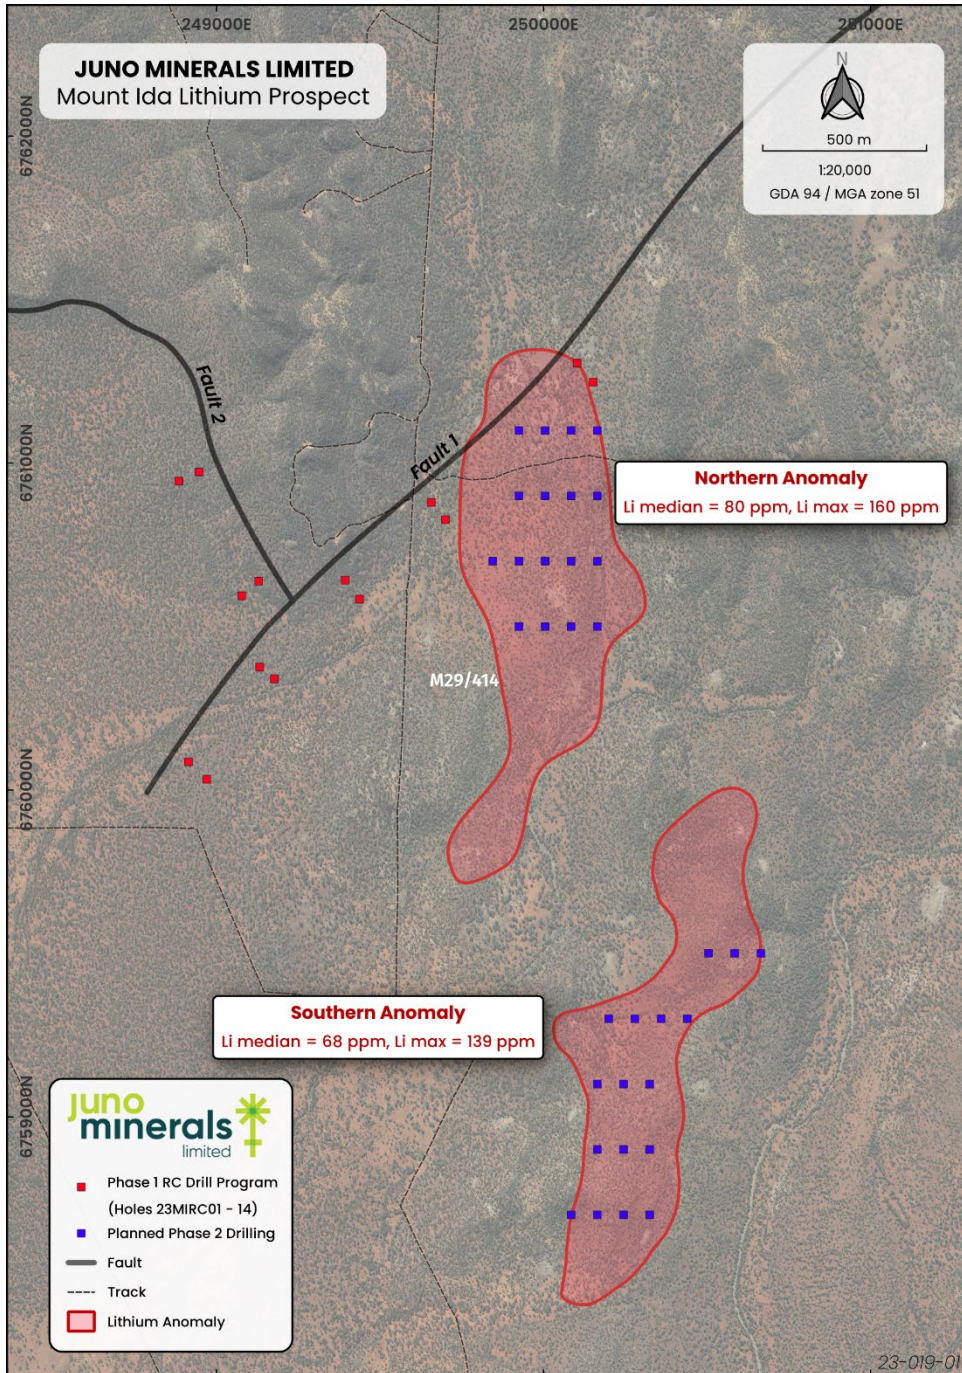 249000E
250000E
251000E
JUNO MINERALS LIMITED
Mount Ida Lithium Prospect
N
500 m
1:20,000
GDA 94 / MGA zone 51
6762000N
Fault 2
Fault 1
6761000N
Northern Anomaly
Li median = 80 ppm, Li max = 160 ppm
M29/414
6760000N
Southern Anomaly
Li median = 68 ppm, Li max = 139 ppm
6759000N
juno
minerals
limited
Phase 1 RC Drill Program
(Holes 23MIRC01 - 14)
Planned Phase 2 Drilling
Fault
Track
Lithium Anomaly
23-019-01